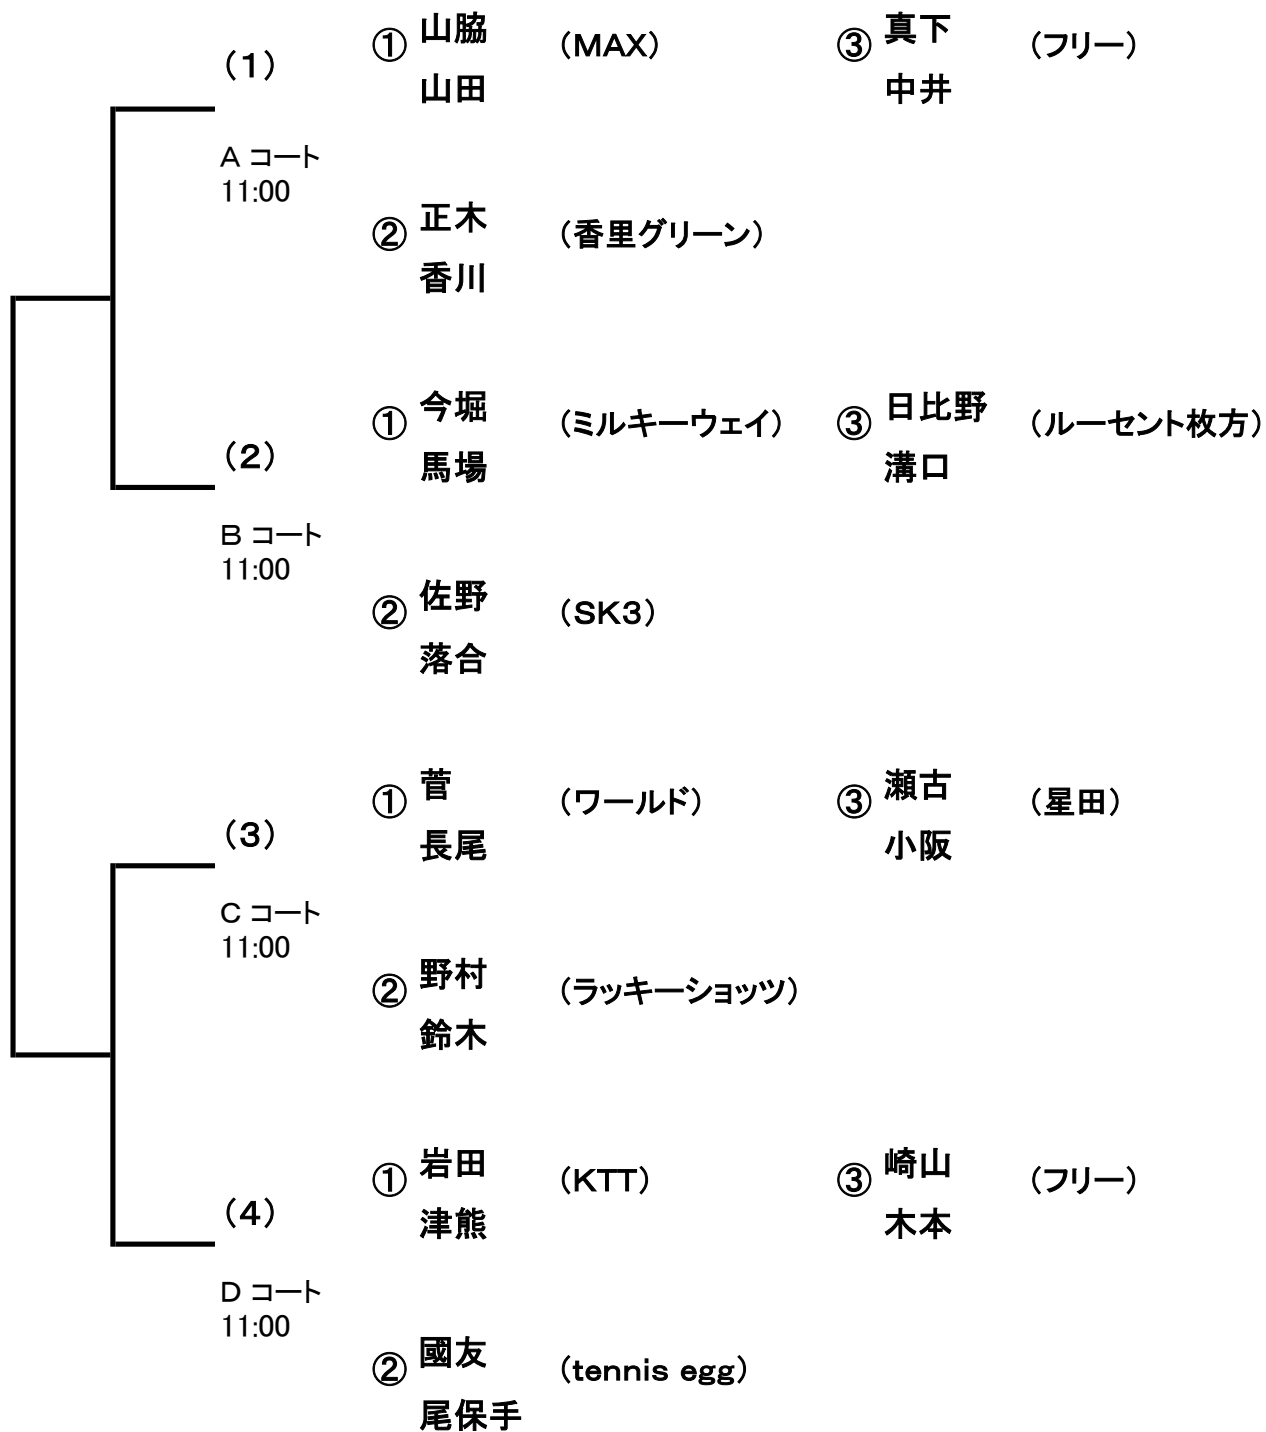 (1)
Aコート
11:00
①山脇 (MAX) ③真下 (フリー)
山田 中井
②正木 (香里グリーン)
香川
(2)
Bコート
11:00
①今堀 (ミルキーウェイ) ③日比野 (ルーセント枚方)
馬場 溝口
②佐野 (SK3)
落合
(3)
Cコート
11:00
①菅 (ワールド) ③瀬古 (星田)
長尾 小阪
②野村 (ラッキーショッツ)
鈴木
(4)
Dコート
11:00
①岩田 (KTT) ③崎山 (フリー)
津熊 木本
②國友 (tennis egg)
尾保手